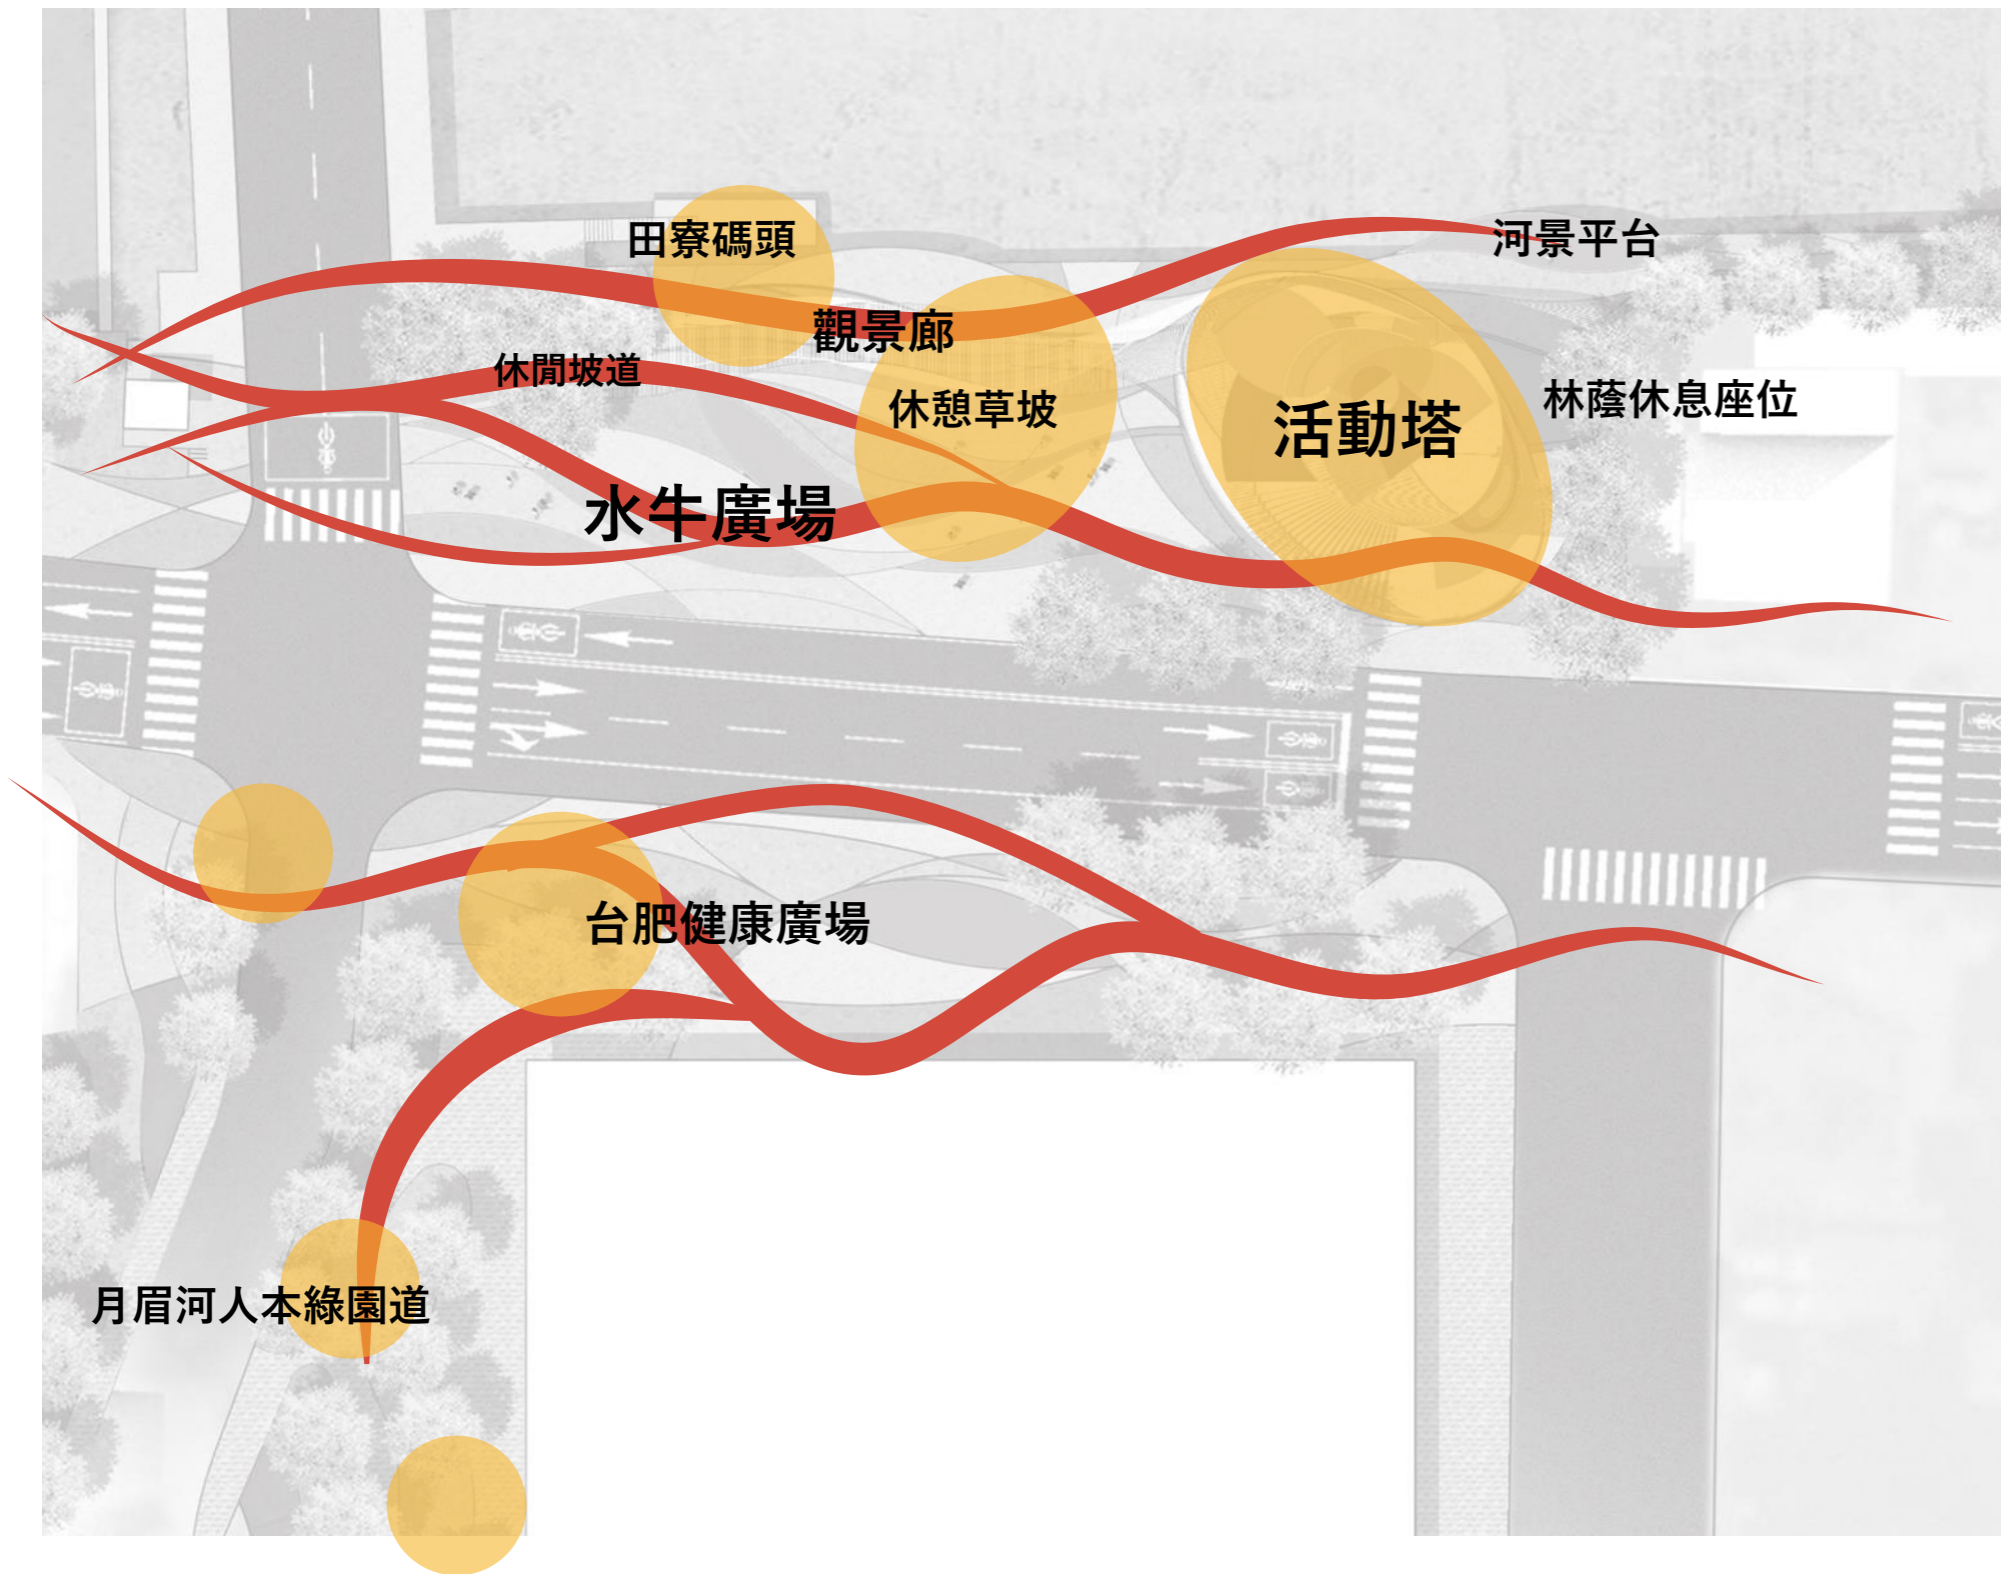 田寮碼頭
河景平台
觀景廊
休閒坡道
休憩草坡
林蔭休息座位
活動塔
水牛廣場
台肥健康廣場
月眉河人本綠園道